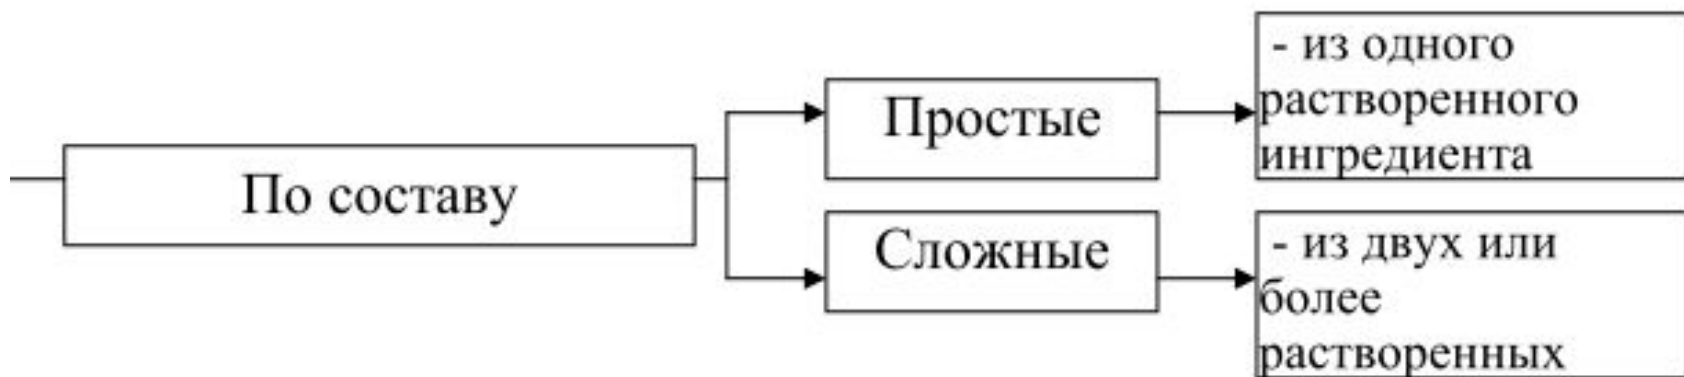 По составу
Простые
- из одного
растворенного
ингредиента
Сложные
- из двух или
более
растворенных